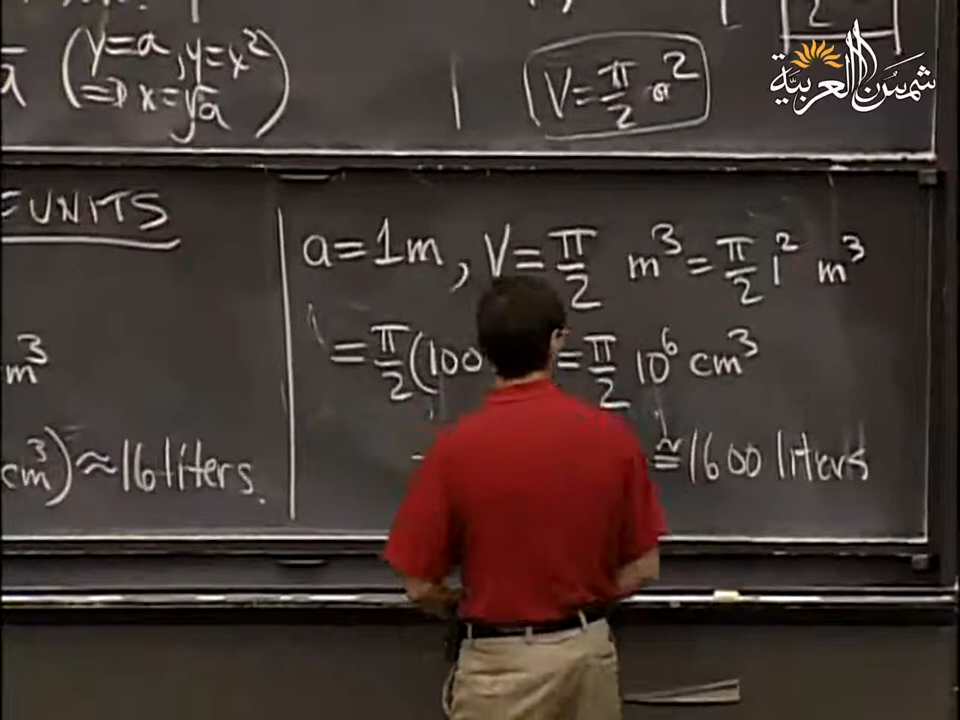 (y=a, y=x²
=> x=√a)
V=π/2 a²
شمس العربية
=UNITS
a=1m, V=π/2 m³=π/2 1² m³
m³
=π/2(100 =π/2 10⁶ cm³
cm³)≈16 liters.
≅1600 liters